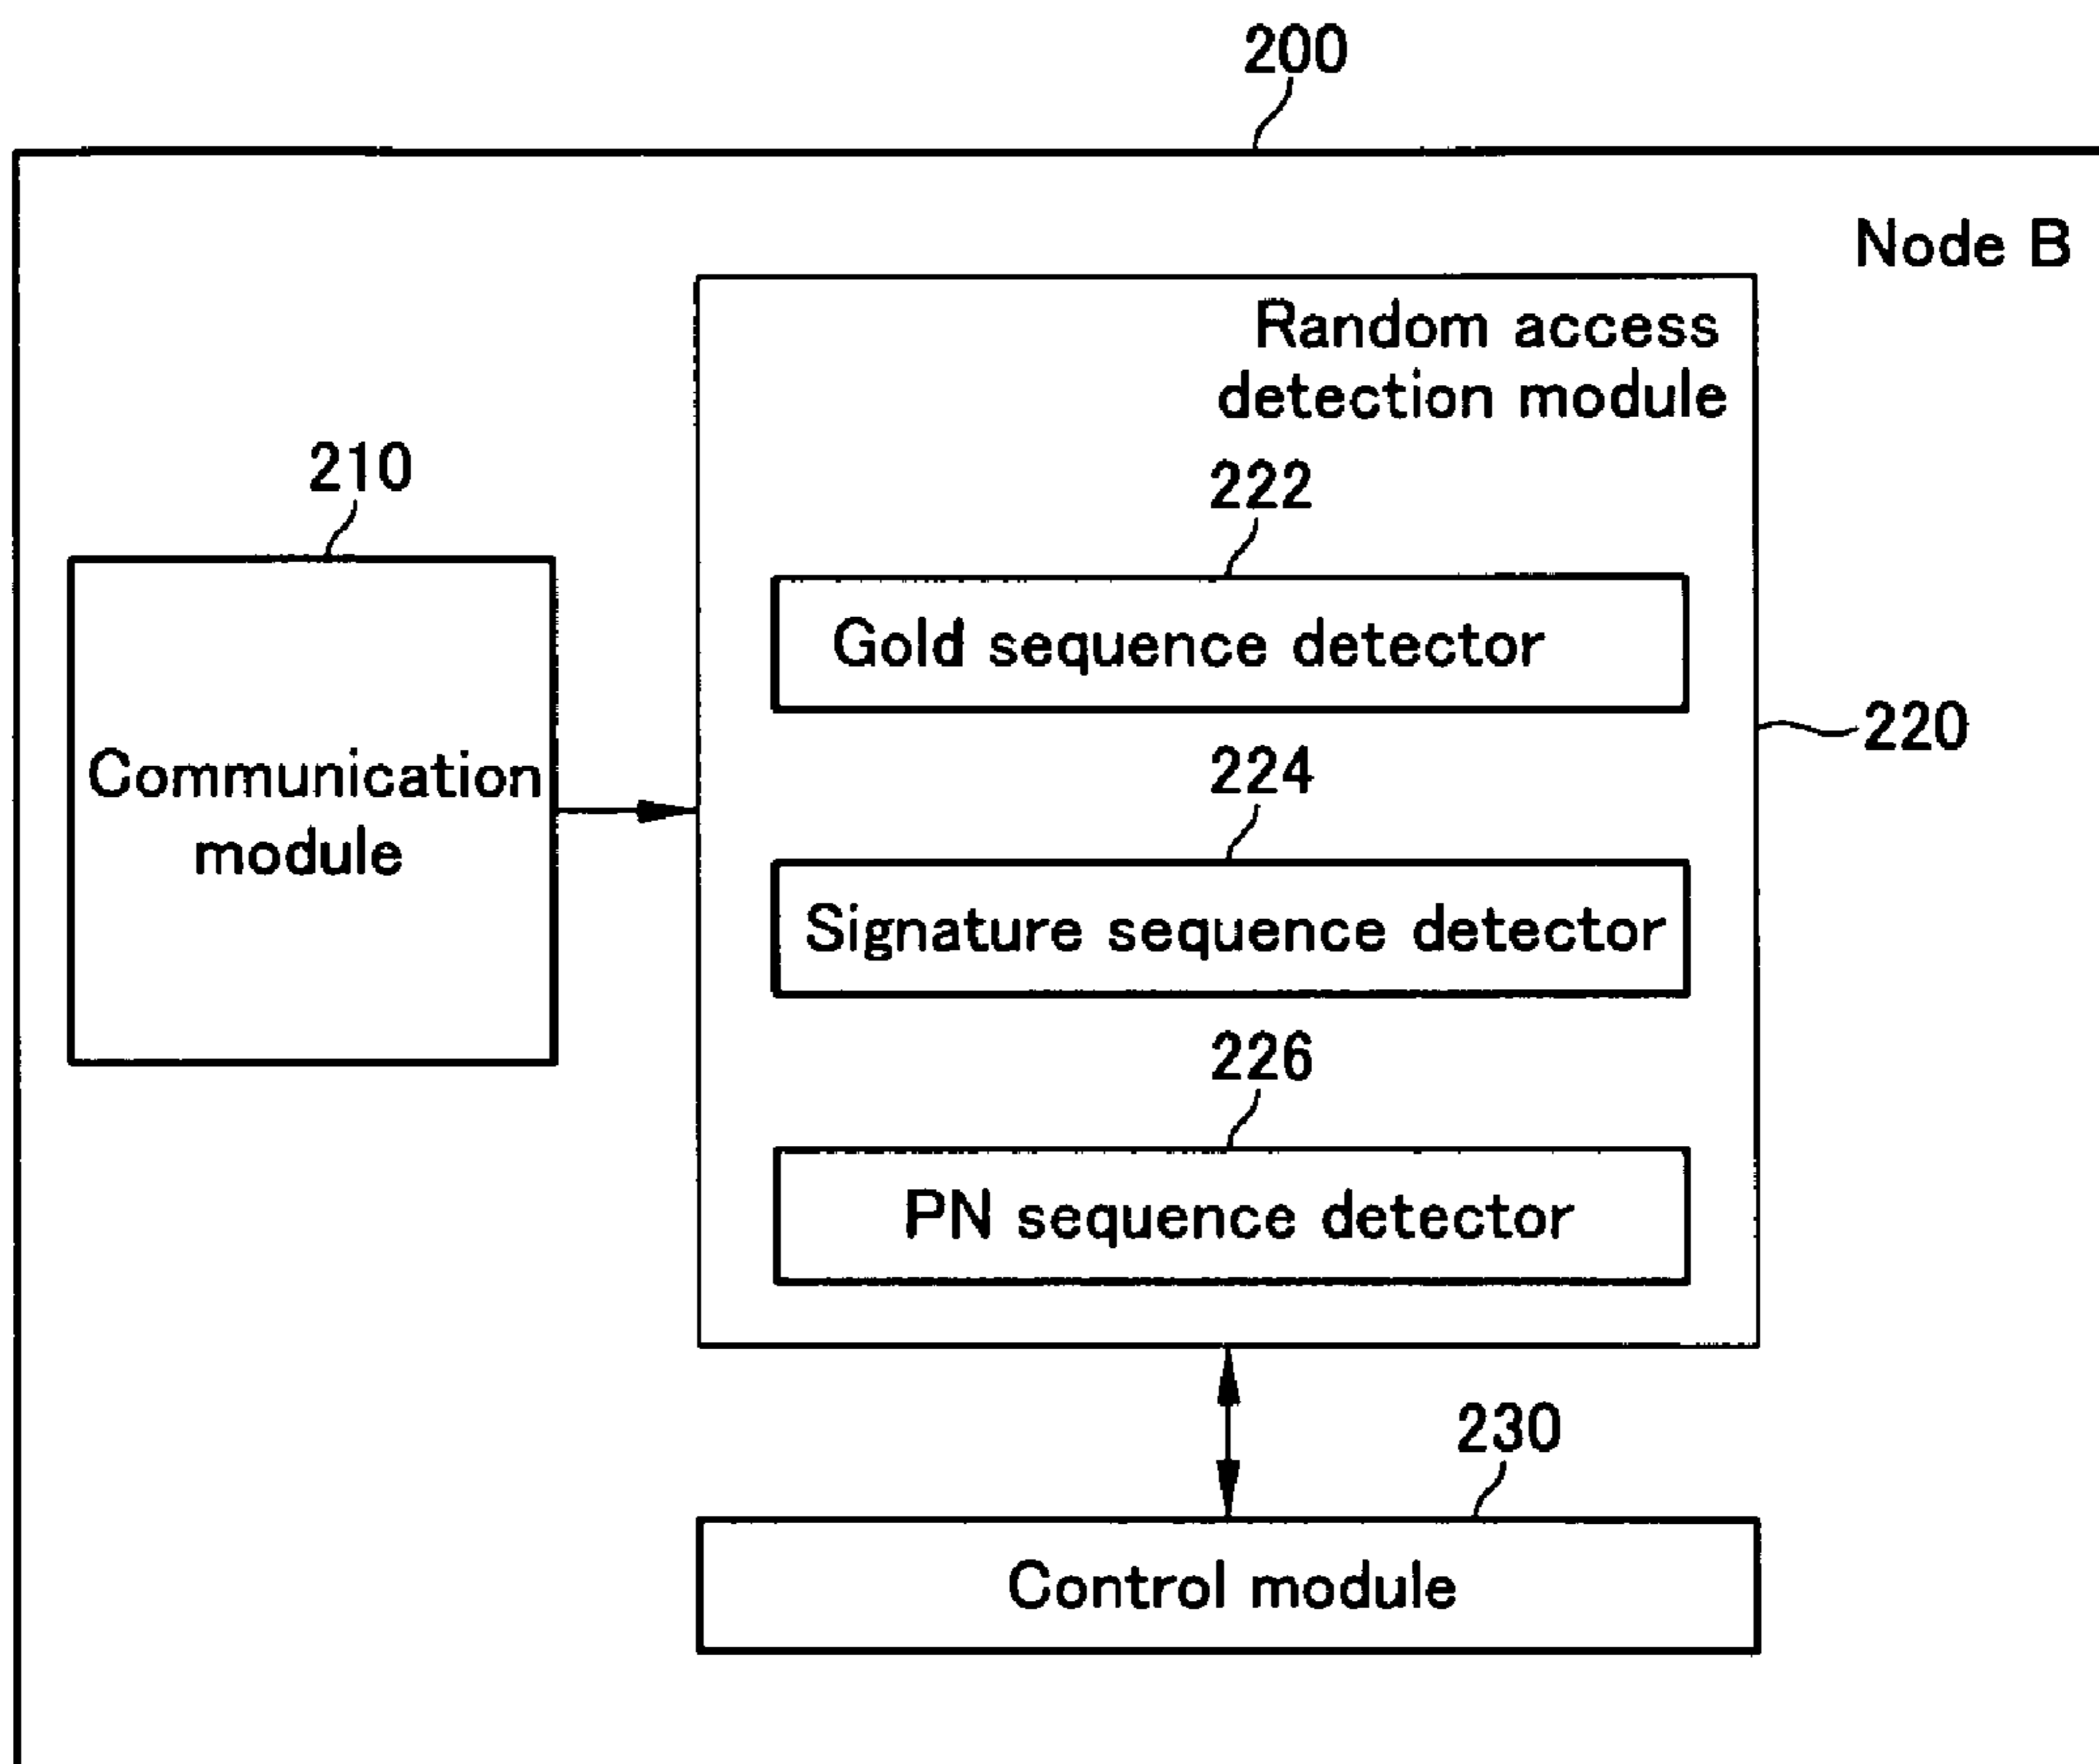 200
Node B
Random access
detection module
210
222
Gold sequence detector
220
224
Communication
module
Signature sequence detector
226
PN sequence detector
230
Control module